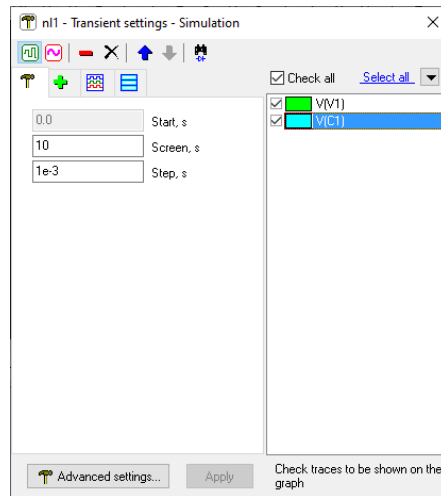 nl1 - Transient settings - Simulation
Check all
Select all
0.0
Start, s
10
Screen, s
1e-3
Step, s
V(V1)
V(C1)
Advanced settings...
Apply
Check traces to be shown on the
graph